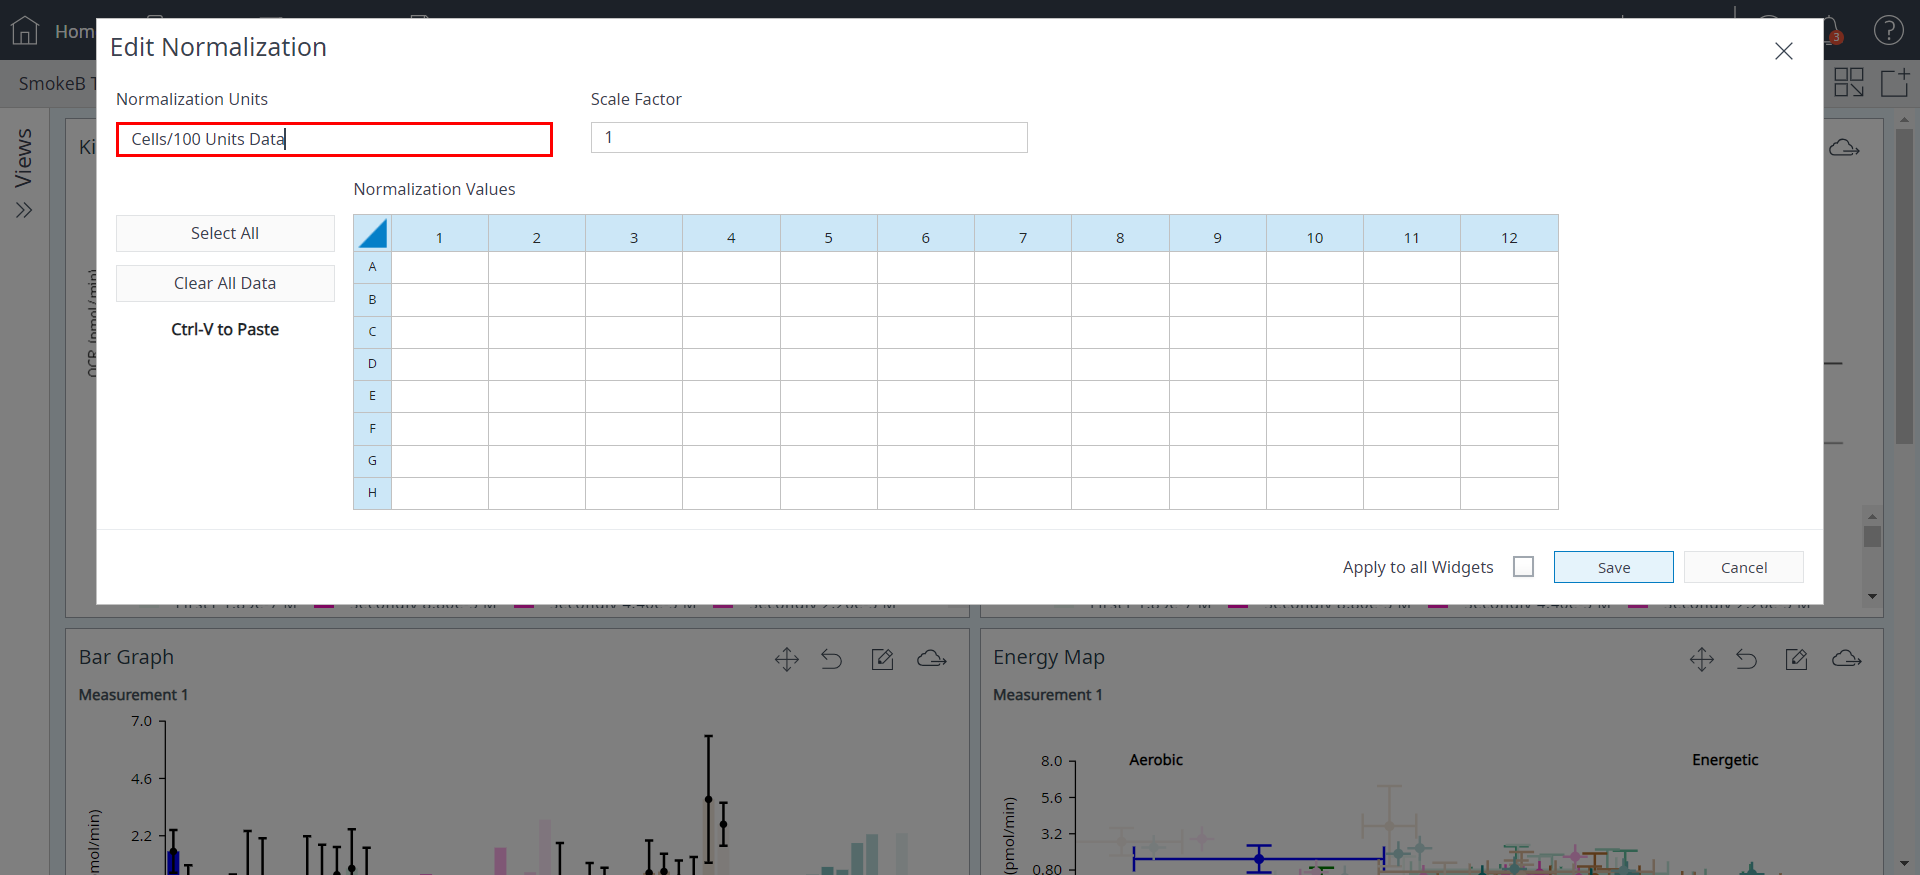 Hom
3
Edit Normalization
SmokeB T
Normalization Units
Scale Factor
Cells/100 Units Data
1
Views
Ki
Normalization Values
Select All
Clear All Data
Ctrl-V to Paste
1 2 3 4 5 6 7 8 9 10 11 12
A
B
C
D
E
F
G
H
OCR (pmol/min)
Apply to all Widgets
Save
Cancel
Bar Graph
Measurement 1
7.0
4.6
2.2
mol/min)
Energy Map
Measurement 1
8.0
5.6
3.2
0.80
(pmol/min)
Aerobic
Energetic